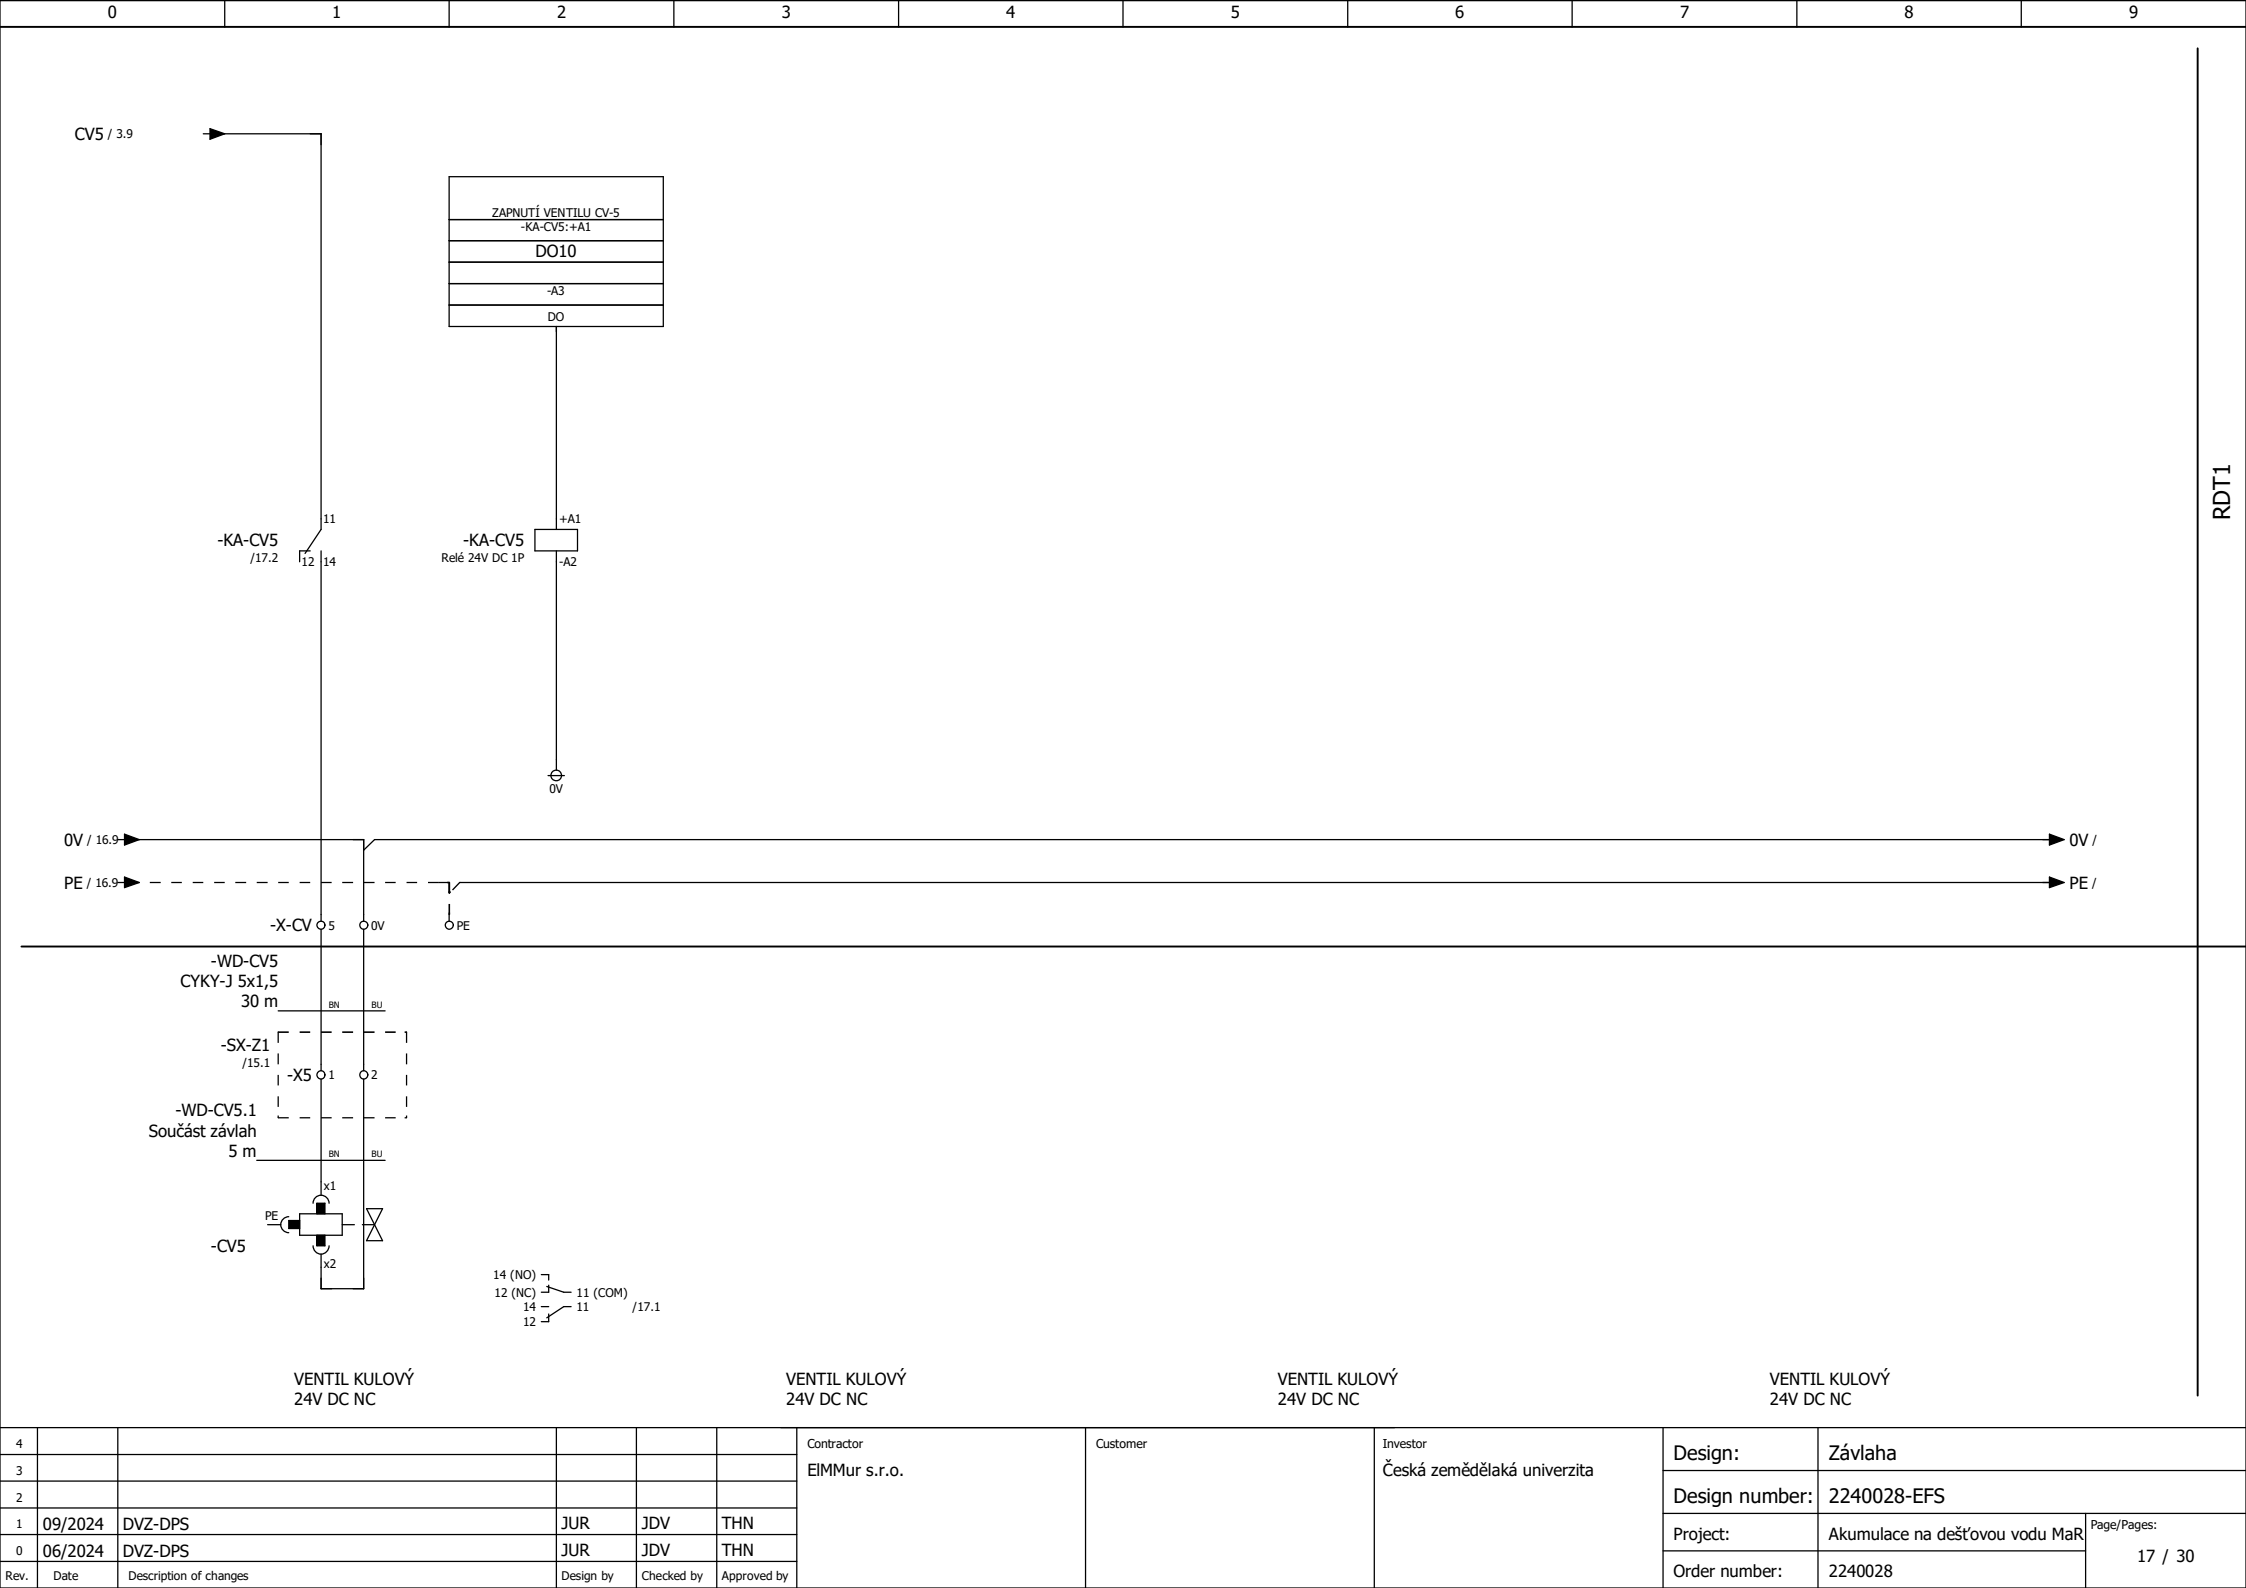 0 1 2 3 4 5 6 7 8 9
CV5 / 3.9
ZAPNUTÍ VENTILU CV-5
-KA-CV5:+A1
DO10
-A3
DO
RDT1
-KA-CV5
/17.2
11
12 14
-KA-CV5
Relé 24V DC 1P
+A1
-A2
0V
0V / 16.9
0V /
PE / 16.9
PE /
-X-CV 5 0V PE
-WD-CV5
CYKY-J 5x1,5
30 m
BN BU
-SX-Z1
/15.1
-X5 1 2
-WD-CV5.1
Součást závlah
5 m
BN BU
x1
PE
-CV5
x2
14 (NO)
12 (NC) 11 (COM)
14 11 /17.1
12
VENTIL KULOVÝ
24V DC NC
VENTIL KULOVÝ
24V DC NC
VENTIL KULOVÝ
24V DC NC
VENTIL KULOVÝ
24V DC NC
4
3
2
1 09/2024 DVZ-DPS JUR JDV THN
0 06/2024 DVZ-DPS JUR JDV THN
Rev. Date Description of changes Design by Checked by Approved by
Contractor
ElMMur s.r.o.
Customer
Investor
Česká zemědělaká univerzita
Design: Závlaha
Design number: 2240028-EFS
Project: Akumulace na dešťovou vodu MaR
Order number: 2240028
Page/Pages:
17 / 30